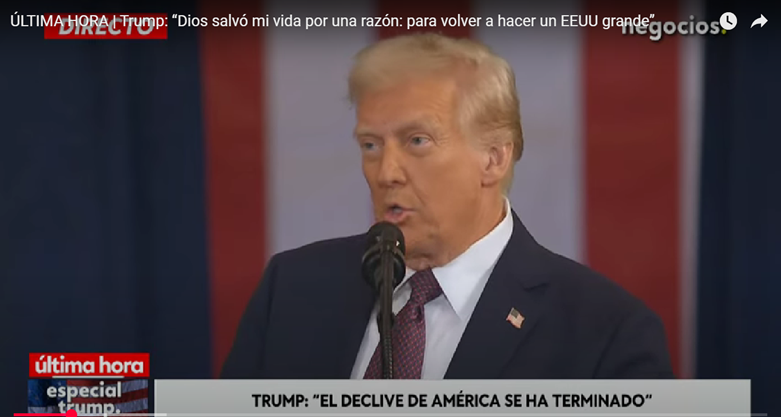 ÚLTIMA HORA | Trump: “Dios salvó mi vida por una razón: para volver a hacer un EEUU grande”
DIRECTO
negocios.
última hora
especial
trump.
TRUMP: “EL DECLIVE DE AMÉRICA SE HA TERMINADO”